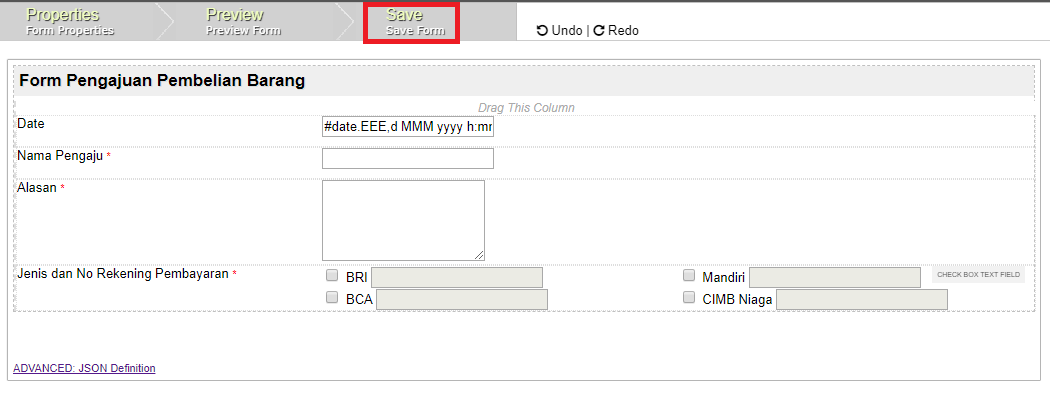 Properties
Form Properties
Preview
Preview Form
Save
Save Form
Undo | Redo
Form Pengajuan Pembelian Barang
Drag This Column
Date #date.EEE,d MMM yyyy h:mr
Nama Pengaju *
Alasan *
Jenis dan No Rekening Pembayaran * BRI Mandiri CHECK BOX TEXT FIELD
BCA CIMB Niaga
ADVANCED: JSON Definition